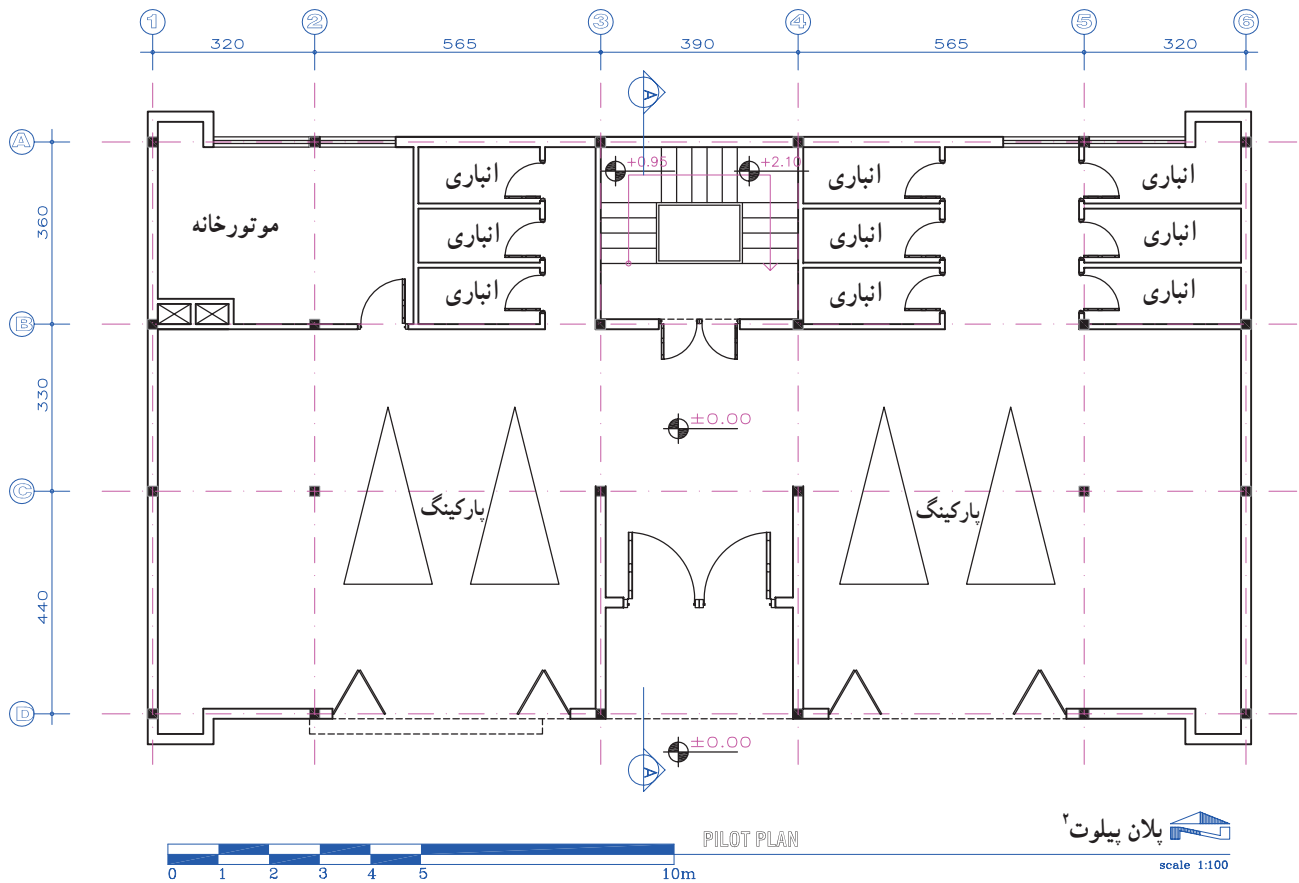 1 2 3 4 5 6
320 565 390 565 320
A
A
+0.95 +2.10
انباری انباری انباری
360
موتورخانه
انباری انباری انباری
انباری انباری انباری
B
330
±0.00
C
پارکینگ پارکینگ
440
D
±0.00
A
پلان پیلوت۲
PILOT PLAN
scale 1:100
0 1 2 3 4 5 10m